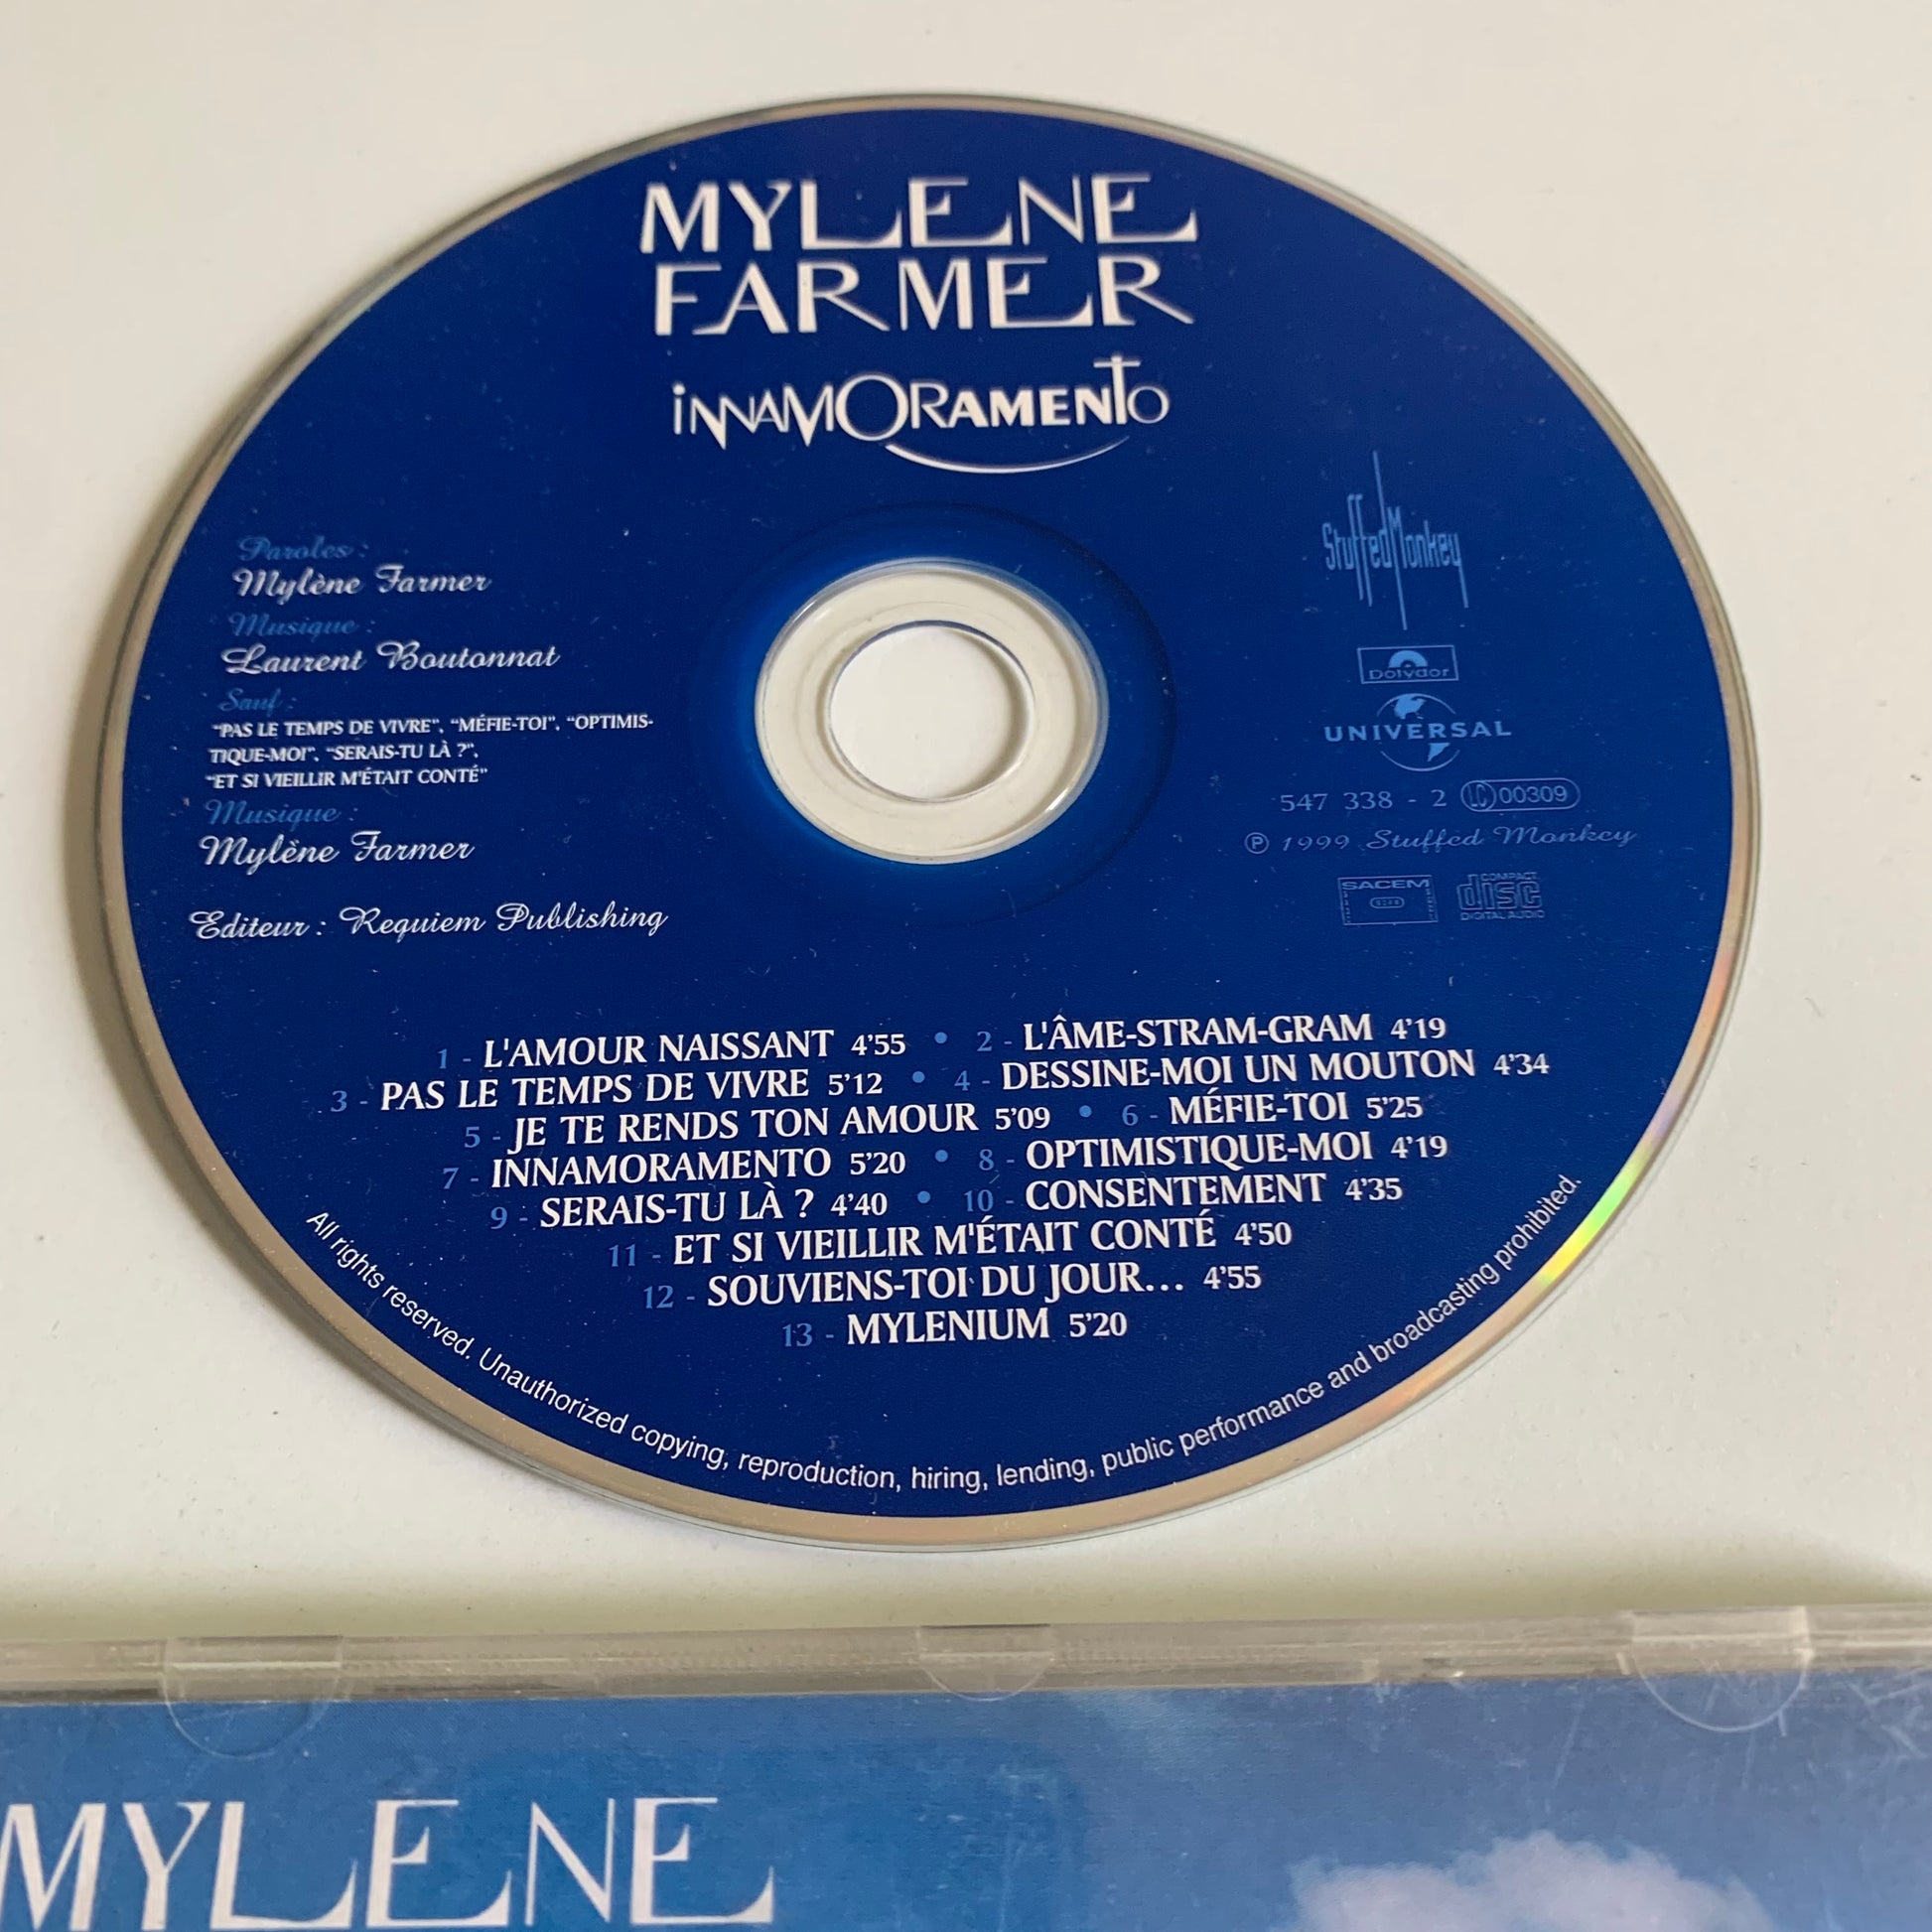 MYLENE
FARMER
iNNAMORAMENTO
Paroles :
Mylène Farmer
Musique :
Laurent Boutonnat
Sauf :
"PAS LE TEMPS DE VIVRE", "MÉFIE-TOI", "OPTIMIS-
TIQUE-MOI", "SERAIS-TU LÀ ?",
"ET SI VIEILLIR M'ÉTAIT CONTÉ"
Musique :
Mylène Farmer
Editeur : Requiem Publishing
Stuffed Monkey
Polydor
UNIVERSAL
547 338 - 2 LC 00309
℗ 1999 Stuffed Monkey
SACEM
COMPACT
disc
DIGITAL AUDIO
1 - L'AMOUR NAISSANT 4'55 • 2 - L'ÂME-STRAM-GRAM 4'19
3 - PAS LE TEMPS DE VIVRE 5'12 • 4 - DESSINE-MOI UN MOUTON 4'34
5 - JE TE RENDS TON AMOUR 5'09 • 6 - MÉFIE-TOI 5'25
7 - INNAMORAMENTO 5'20 • 8 - OPTIMISTIQUE-MOI 4'19
9 - SERAIS-TU LÀ ? 4'40 • 10 - CONSENTEMENT 4'35
11 - ET SI VIEILLIR M'ÉTAIT CONTÉ 4'50
12 - SOUVIENS-TOI DU JOUR... 4'55
13 - MYLENIUM 5'20
All rights reserved. Unauthorized copying, reproduction, hiring, lending, public performance and broadcasting prohibited.
MYLENE